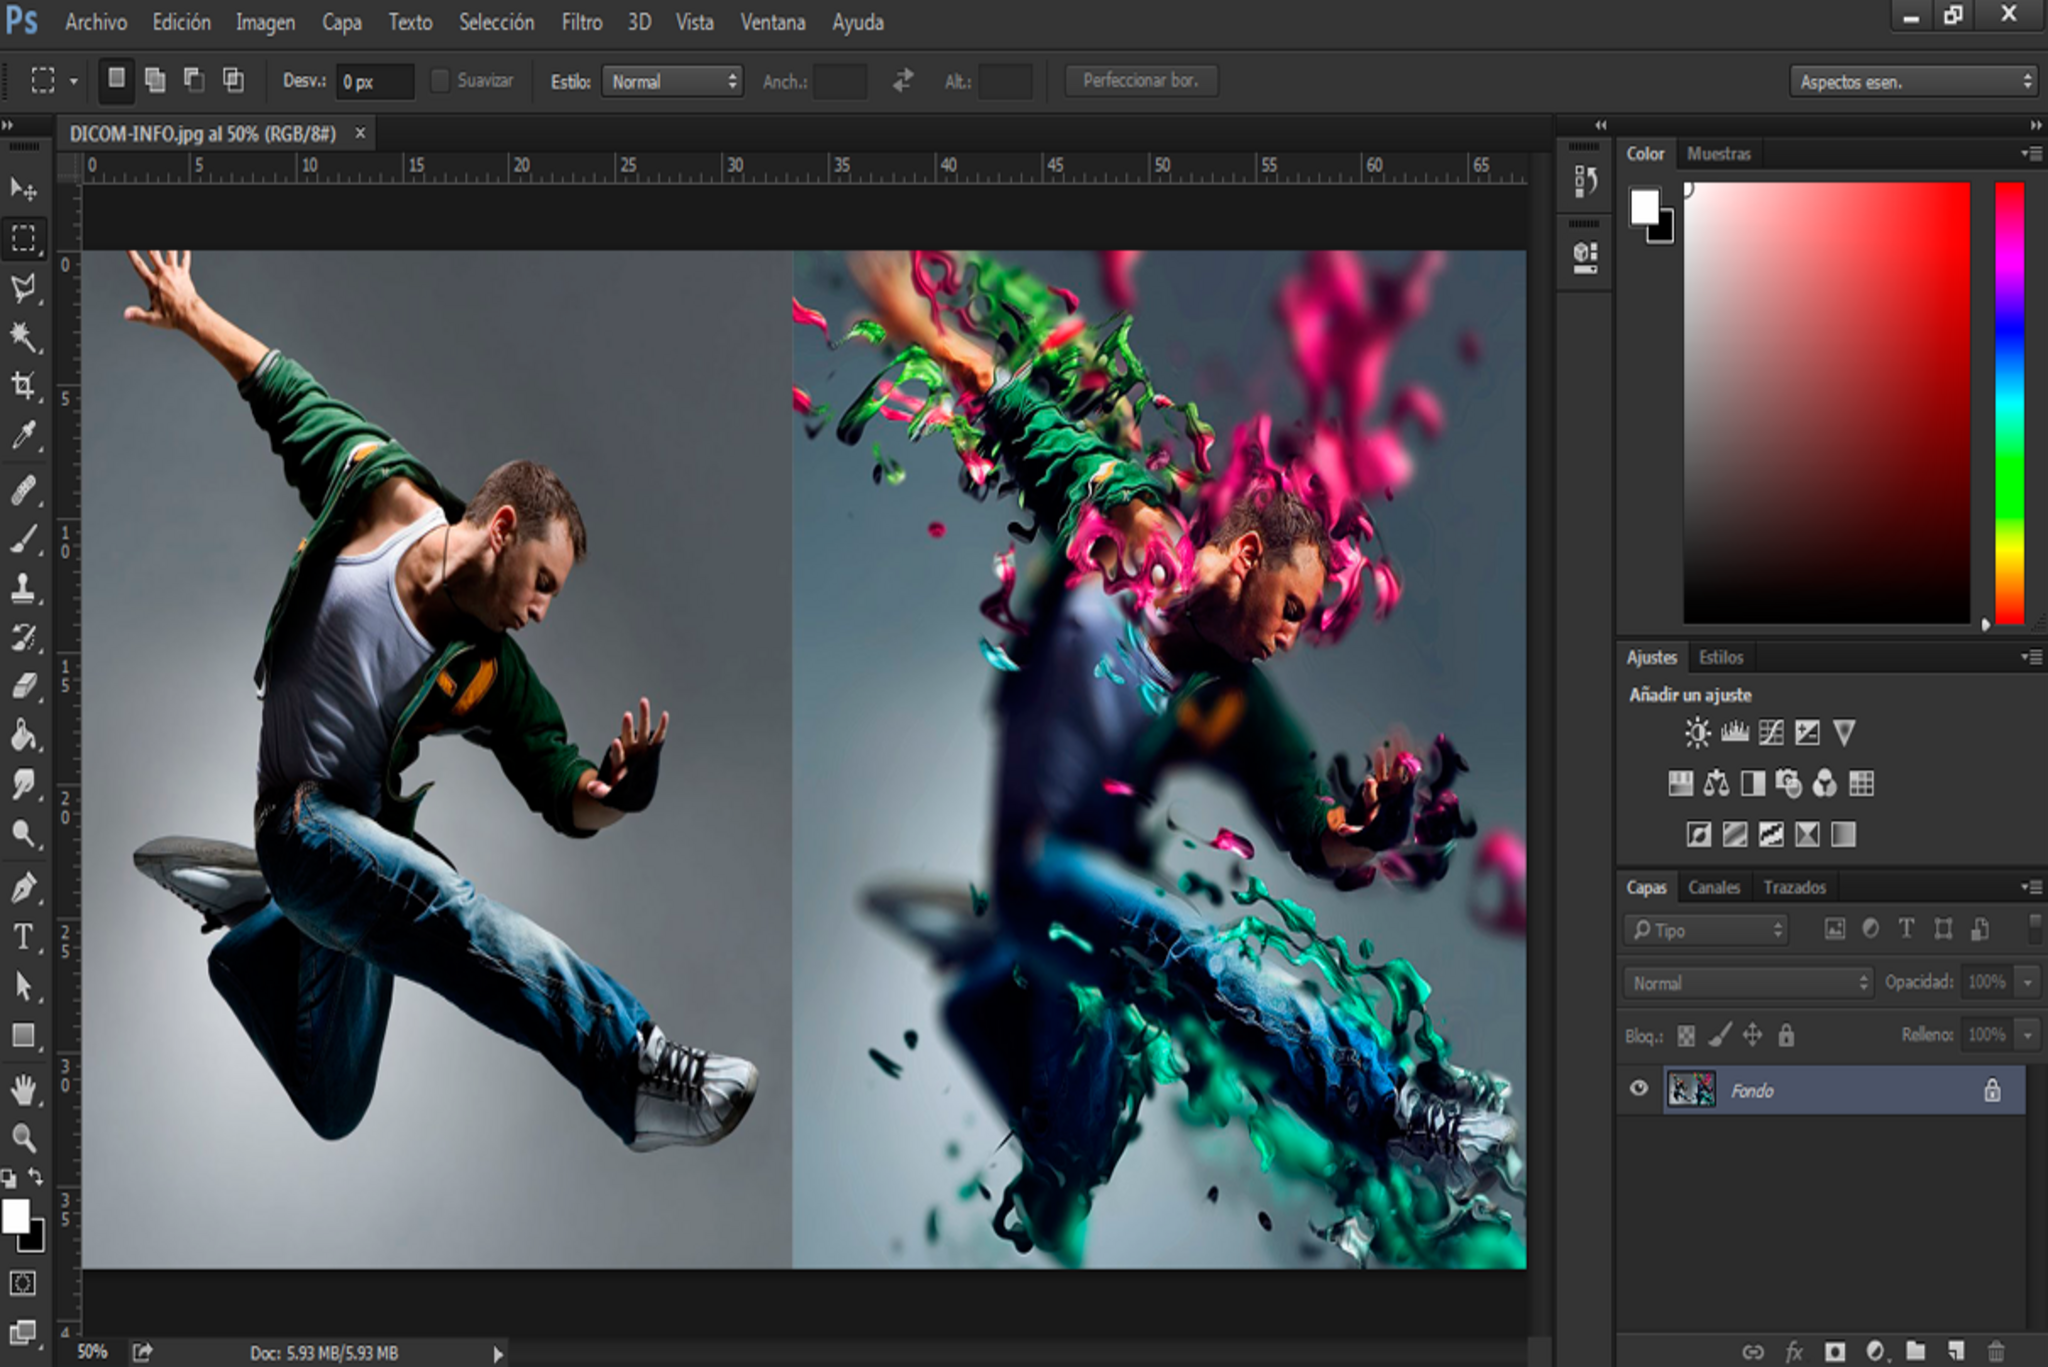 Ps Archivo Edición Imagen Capa Texto Selección Filtro 3D Vista Ventana Ayuda
Desv.: 0 px Suavizar Estilo: Normal Anch.: Alt.: Perfeccionar bor. Aspectos esen.
DICOM-INFO.jpg al 50% (RGB/8#) ×
0 5 10 15 20 25 30 35 40 45 50 55 60 65
0
5
10
15
20
25
30
35
4
Color Muestras
Ajustes Estilos
Añadir un ajuste
Capas Canales Trazados
Tipo
Normal Opacidad: 100%
Bloq.: Relleno: 100%
Fondo
fx
50% Doc: 5.93 MB/5.93 MB